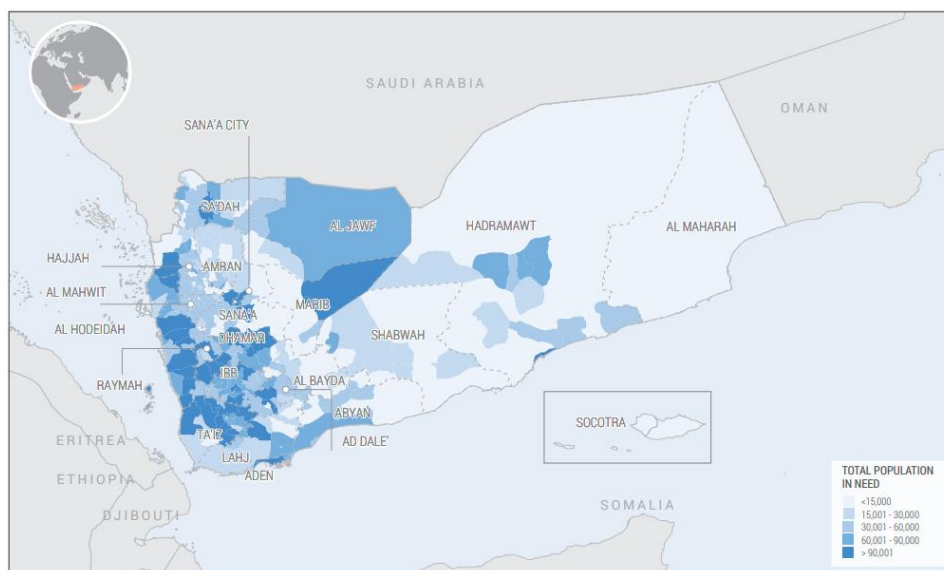 SAUDI ARABIA
OMAN
SANA'A CITY
SA'DAH
AL JAWF
HADRAMAWT
AL MAHARAH
HAJJAH
AMRAN
AL MAHWIT
MARIB
SANA'A
AL HODEIDAH
DHAMAR
SHABWAH
RAYMAH
IBB
AL BAYDA
ABYAN
SOCOTRA
ERITREA
TA'IZ
AD DALE'
LAHJ
ADEN
ETHIOPIA
DJIBOUTI
SOMALIA
TOTAL POPULATION
IN NEED
<15,000
15,001 - 30,000
30,001 - 60,000
60,001 - 90,000
> 90,001